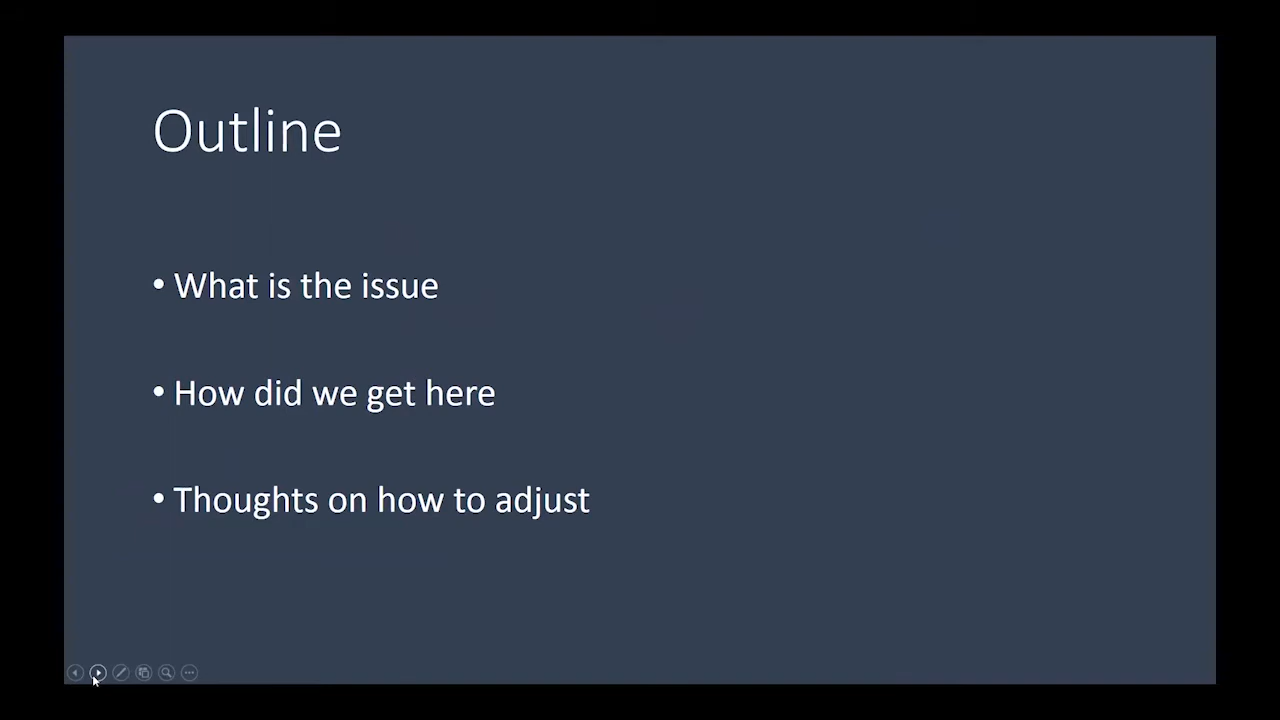 Outline
• What is the issue
• How did we get here
• Thoughts on how to adjust